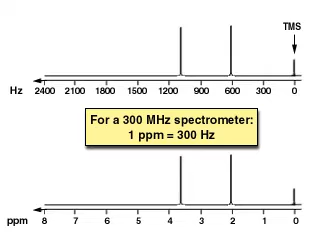 TMS
Hz 2400 2100 1800 1500 1200 900 600 300 0
For a 300 MHz spectrometer:
1 ppm = 300 Hz
ppm 8 7 6 5 4 3 2 1 0